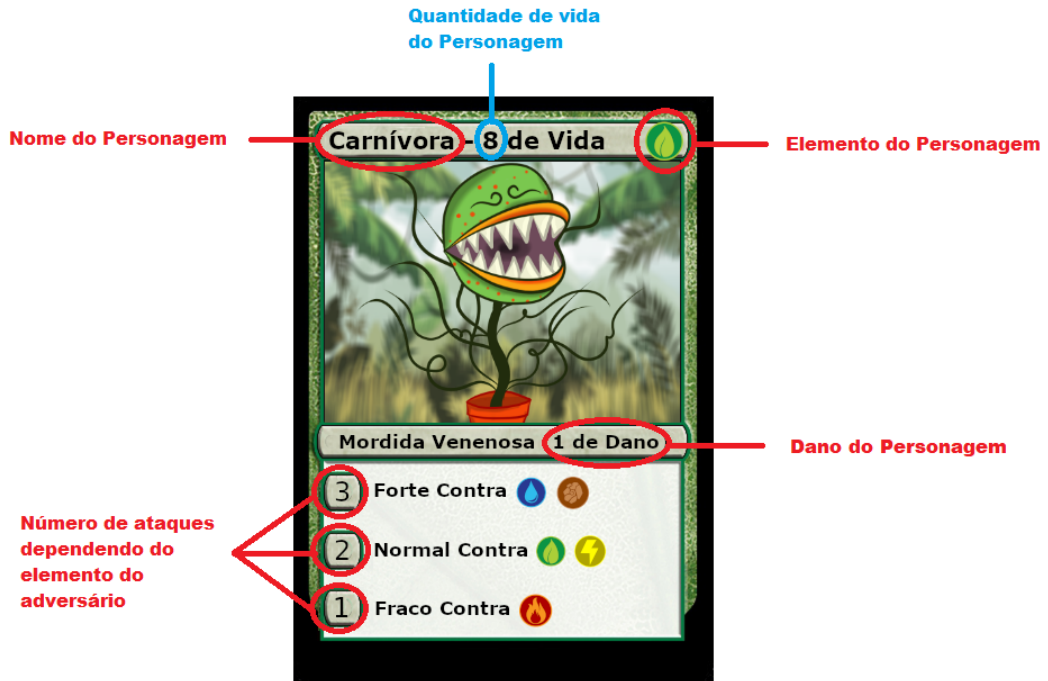 Quantidade de vida
do Personagem
Nome do Personagem
Carnívora - 8 de Vida
Elemento do Personagem
Mordida Venenosa 1 de Dano
Dano do Personagem
3 Forte Contra
Número de ataques
dependendo do
elemento do
adversário
2 Normal Contra
1 Fraco Contra